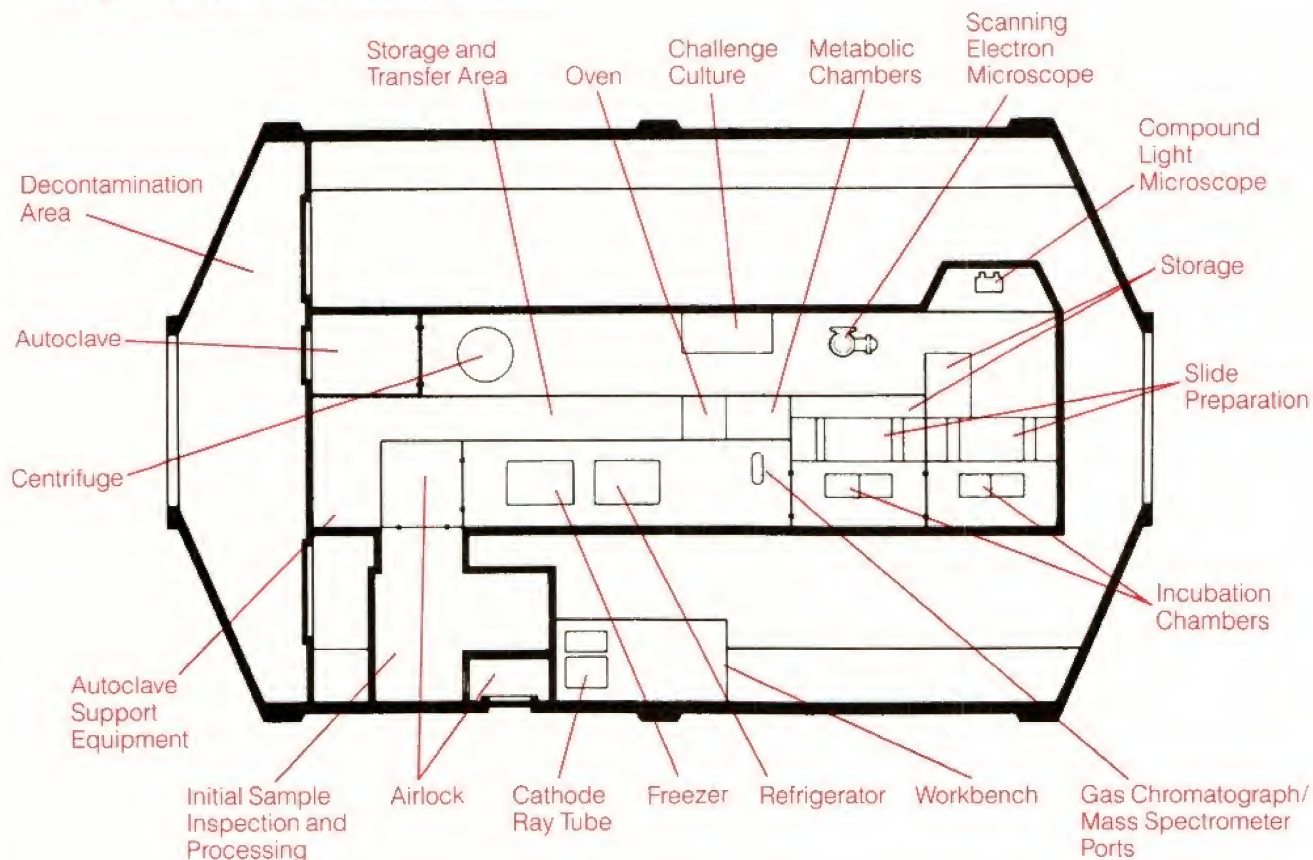 Storage and
Transfer Area
Oven
Challenge
Culture
Metabolic
Chambers
Scanning
Electron
Microscope
Compound
Light
Microscope
Decontamination
Area
Storage
Autoclave
Slide
Preparation
Centrifuge
Incubation
Chambers
Autoclave
Support
Equipment
Initial Sample
Inspection and
Processing
Airlock
Cathode
Ray Tube
Freezer
Refrigerator
Workbench
Gas Chromatograph/
Mass Spectrometer
Ports